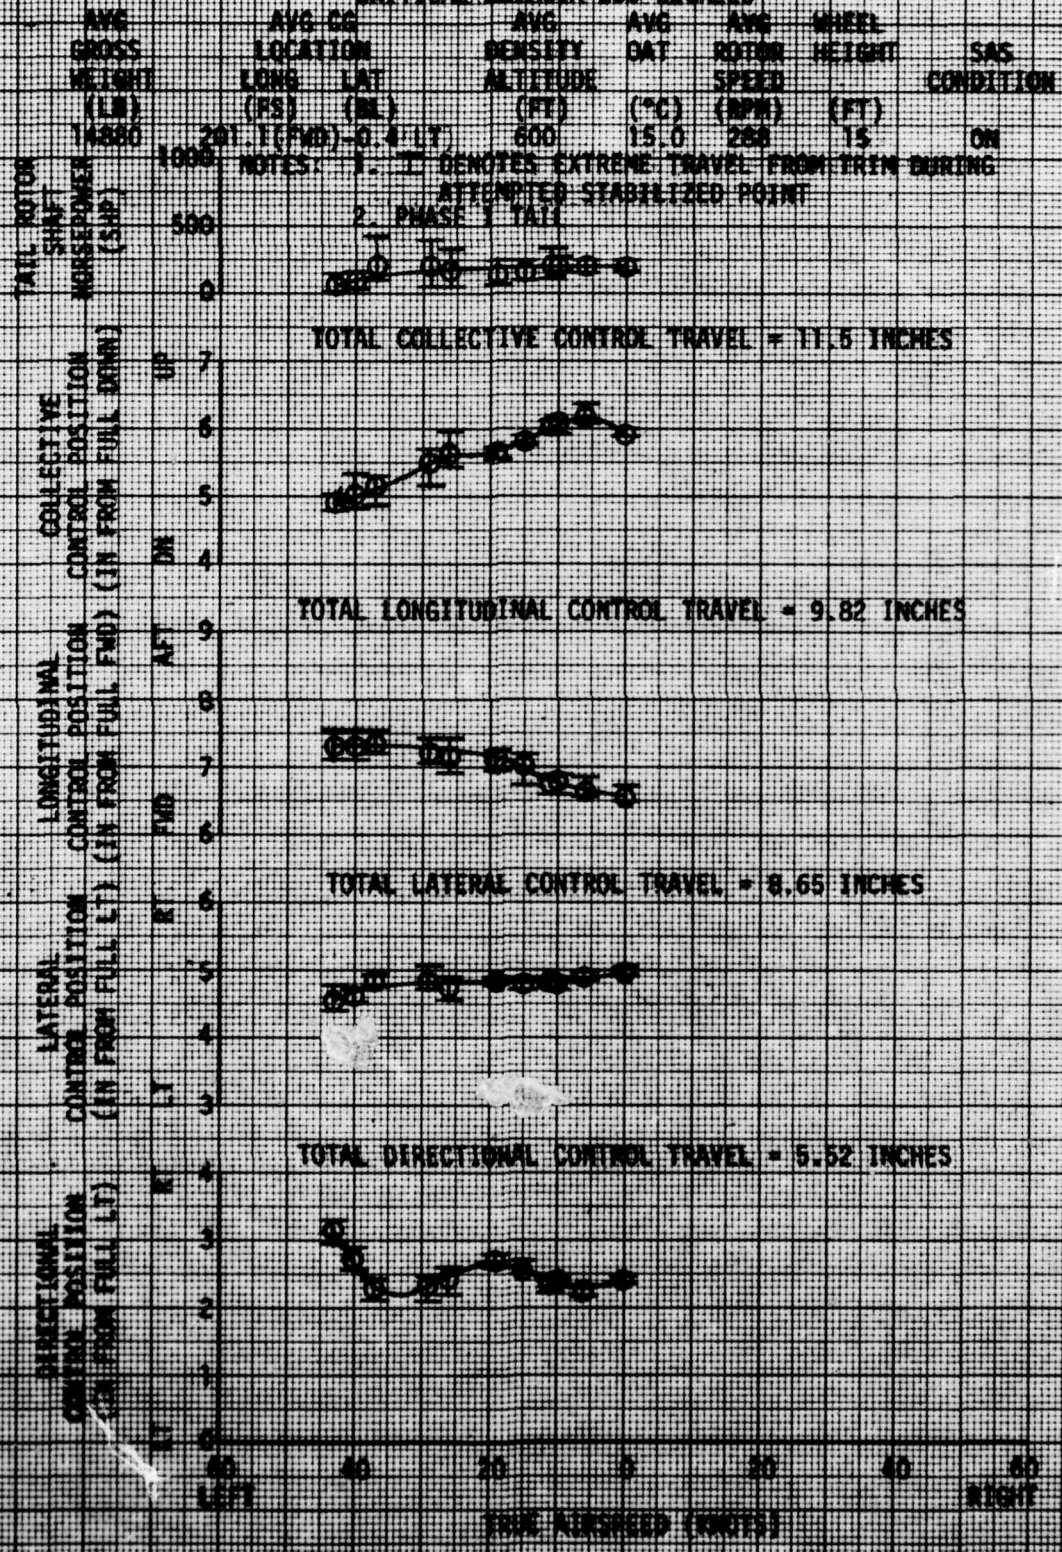 AVG AVG CG AVG AVG AVG WHEEL
GROSS LOCATION DENSITY OAT ROTOR HEIGHT SAS
WEIGHT LONG LAT ALTITUDE SPEED CONDITION
(LB) (FS) (BL) (FT) (°C) (RPM) (FT)
14880 201.1(FWD) -0.4(LT) 600 15.0 288 15 ON
NOTES: 1. DENOTES EXTREME TRAVEL FROM TRIM DURING
ATTEMPTED STABILIZED POINT
2. PHASE 1 TAIL
TAIL ROTOR
SHAFT
HORSEPOWER
(SHP)
1000
500
0
TOTAL COLLECTIVE CONTROL TRAVEL = 11.5 INCHES
COLLECTIVE
CONTROL POSITION
(IN FROM FULL DOWN)
UP
DN
7
6
5
4
TOTAL LONGITUDINAL CONTROL TRAVEL = 9.82 INCHES
LONGITUDINAL
CONTROL POSITION
(IN FROM FULL FWD)
AFT
FWD
9
8
7
6
TOTAL LATERAL CONTROL TRAVEL = 8.65 INCHES
LATERAL
CONTROL POSITION
(IN FROM FULL LT)
RT
LT
6
5
4
3
TOTAL DIRECTIONAL CONTROL TRAVEL = 5.52 INCHES
DIRECTIONAL
CONTROL POSITION
(IN FROM FULL LT)
RT
LT
4
3
2
1
0
60 40 20 0 20 40 60
LEFT RIGHT
TRUE AIRSPEED (KNOTS)